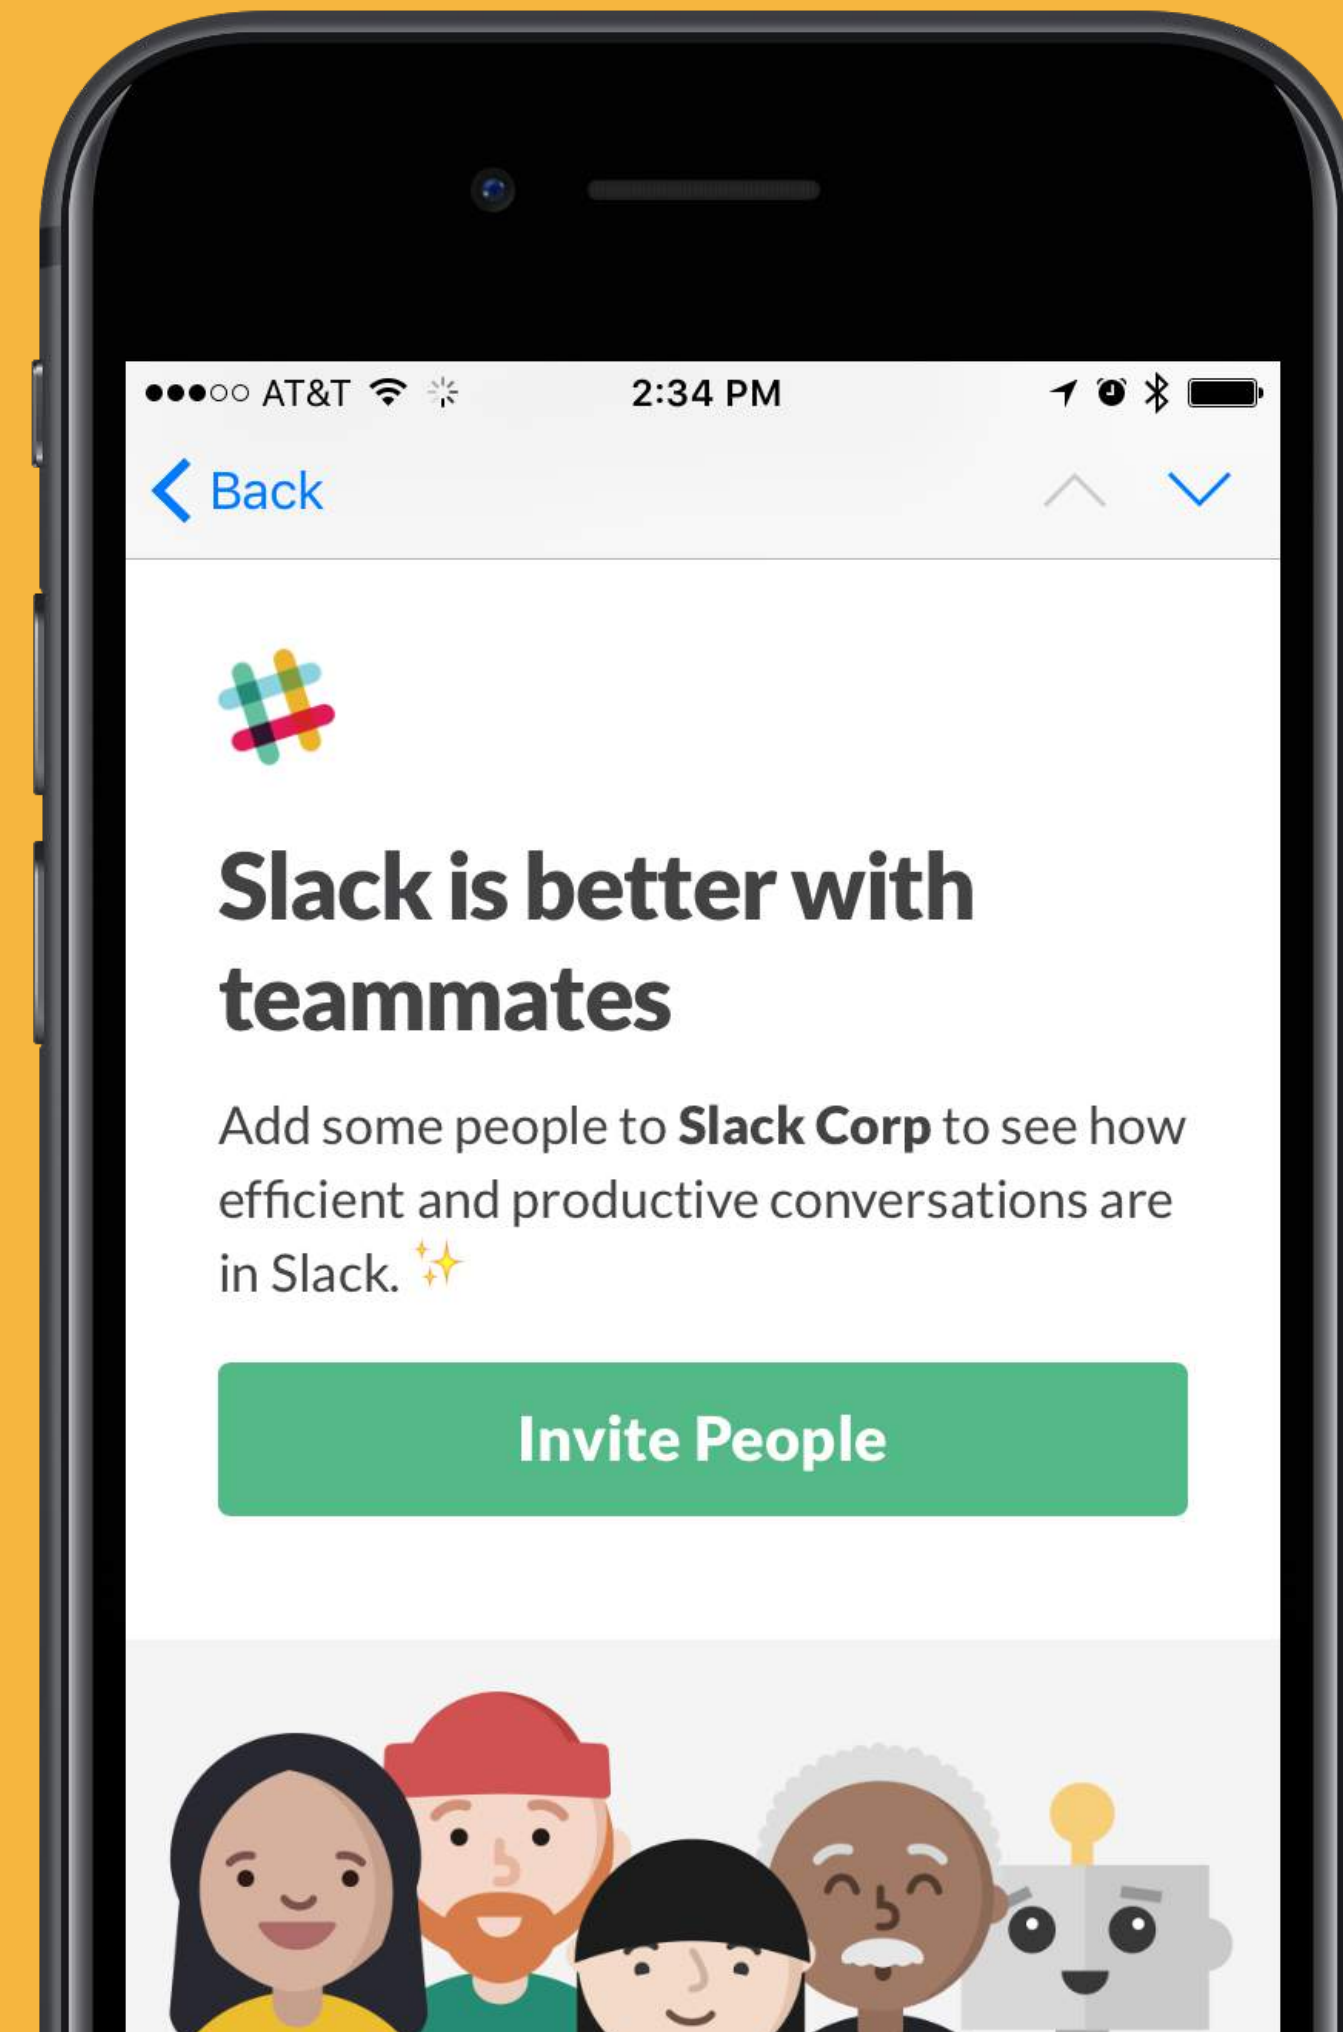 AT&T 2:34 PM
Back
Slack is better with
teammates
Add some people to Slack Corp to see how
efficient and productive conversations are
in Slack. ✨
Invite People